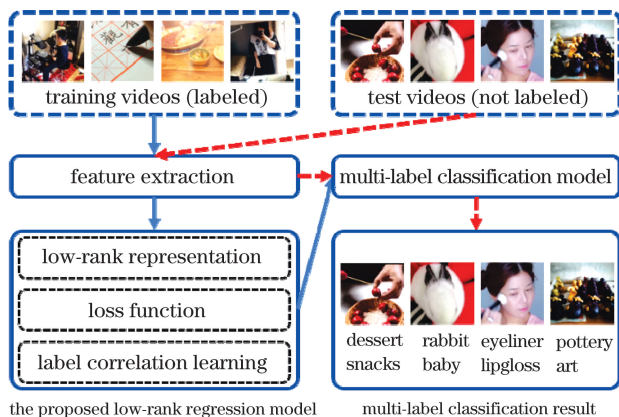 training videos (labeled)
test videos (not labeled)
feature extraction
multi-label classification model
low-rank representation
loss function
label correlation learning
dessert rabbit eyeliner pottery
snacks baby lipgloss art
the proposed low-rank regression model
multi-label classification result